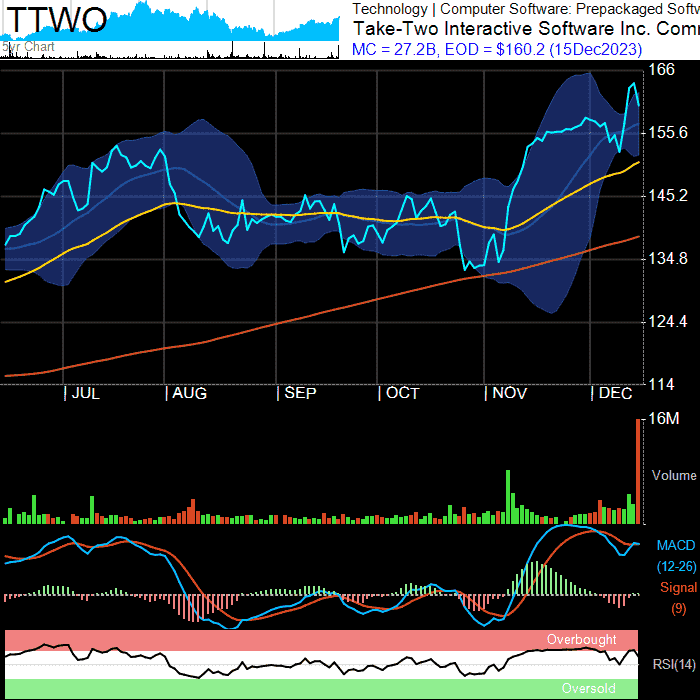 TTWO
5yr Chart
Technology | Computer Software: Prepackaged Softw
Take-Two Interactive Software Inc. Com
MC = 27.2B, EOD = $160.2 (15Dec2023)
166
155.6
145.2
134.8
124.4
114
JUL AUG SEP OCT NOV DEC
16M
Volume
MACD
(12-26)
Signal
(9)
Overbought
RSI(14)
Oversold